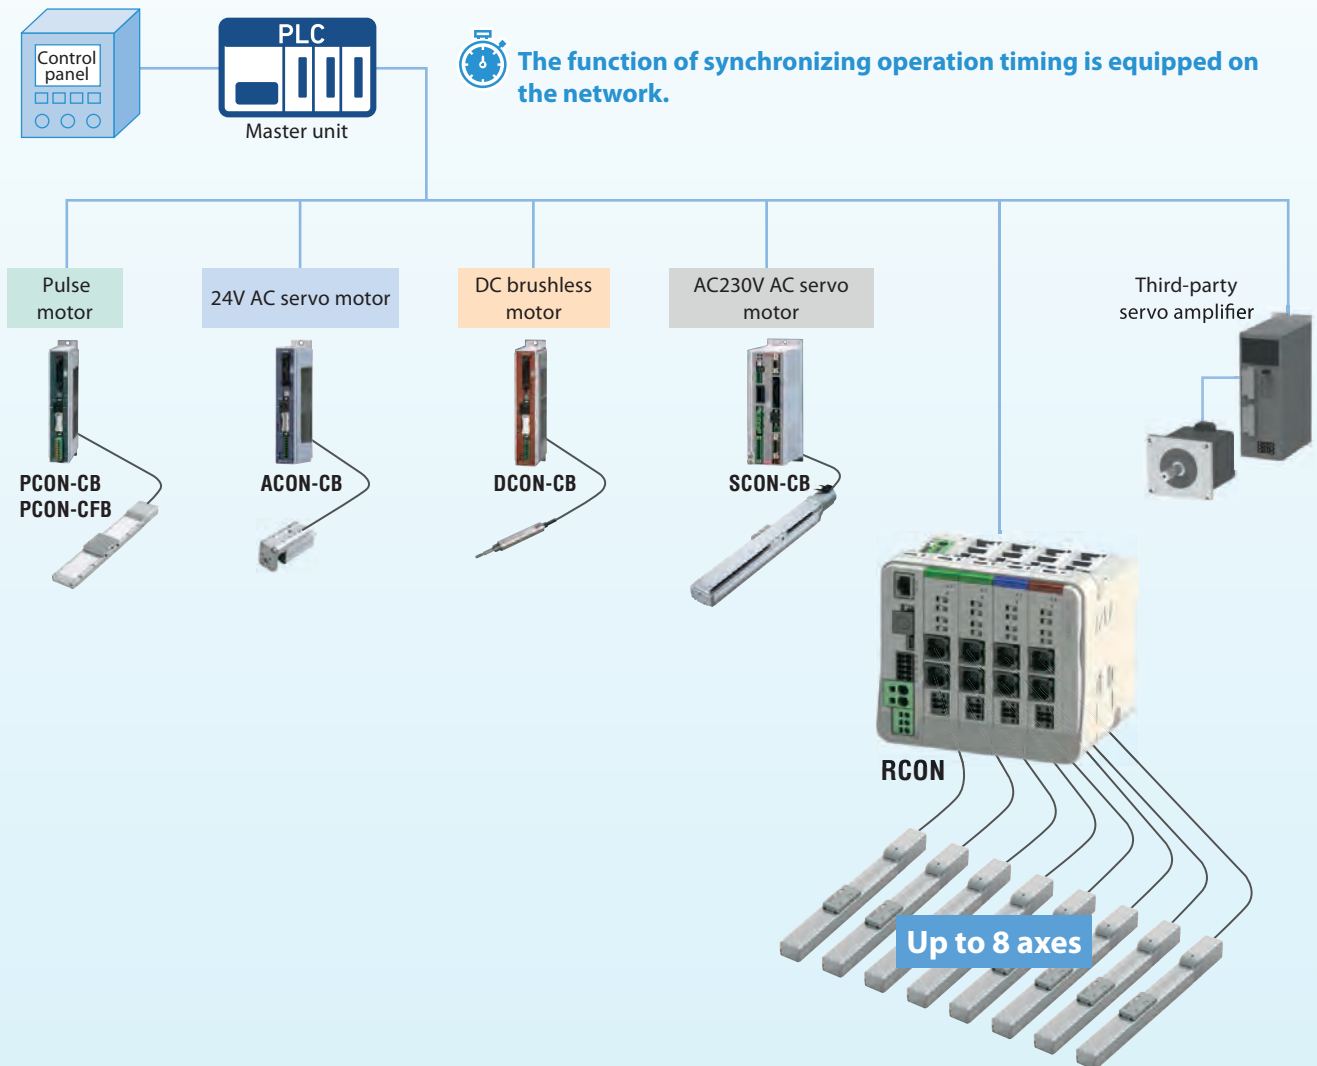 Control
panel
PLC
Master unit
The function of synchronizing operation timing is equipped on
the network.
Pulse
motor
24V AC servo motor
DC brushless
motor
AC230V AC servo
motor
Third-party
servo amplifier
PCON-CB
PCON-CFB
ACON-CB
DCON-CB
SCON-CB
RCON
Up to 8 axes